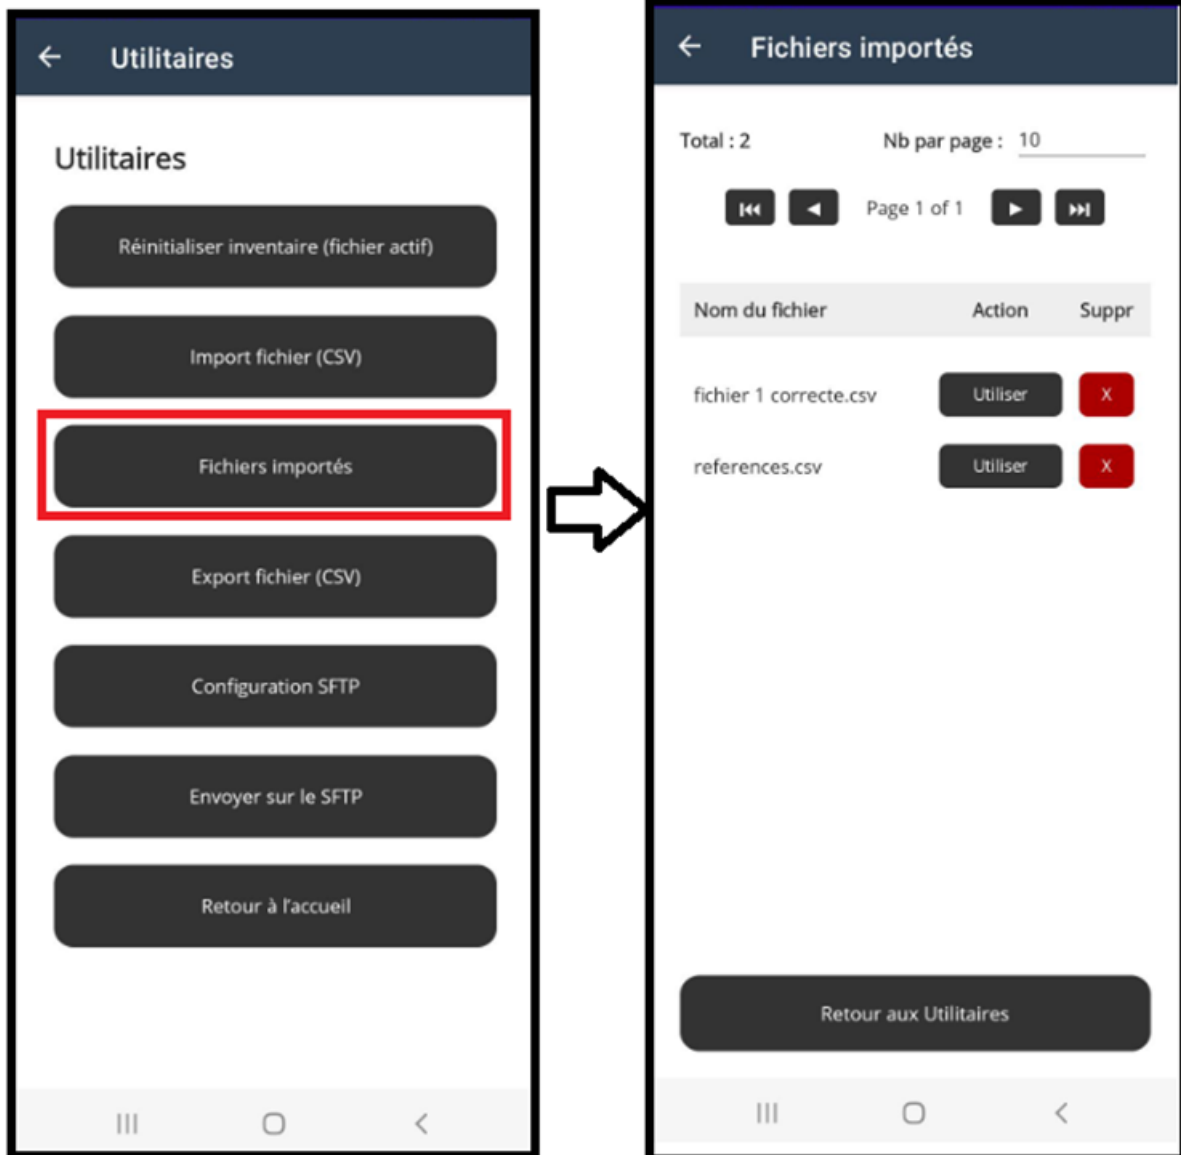 Utilitaires
Utilitaires
Réinitialiser inventaire (fichier actif)
Import fichier (CSV)
Fichiers importés
Export fichier (CSV)
Configuration SFTP
Envoyer sur le SFTP
Retour à l'accueil
Fichiers importés
Total : 2 Nb par page : 10
Page 1 of 1
Nom du fichier Action Suppr
fichier 1 correcte.csv Utiliser X
references.csv Utiliser X
Retour aux Utilitaires